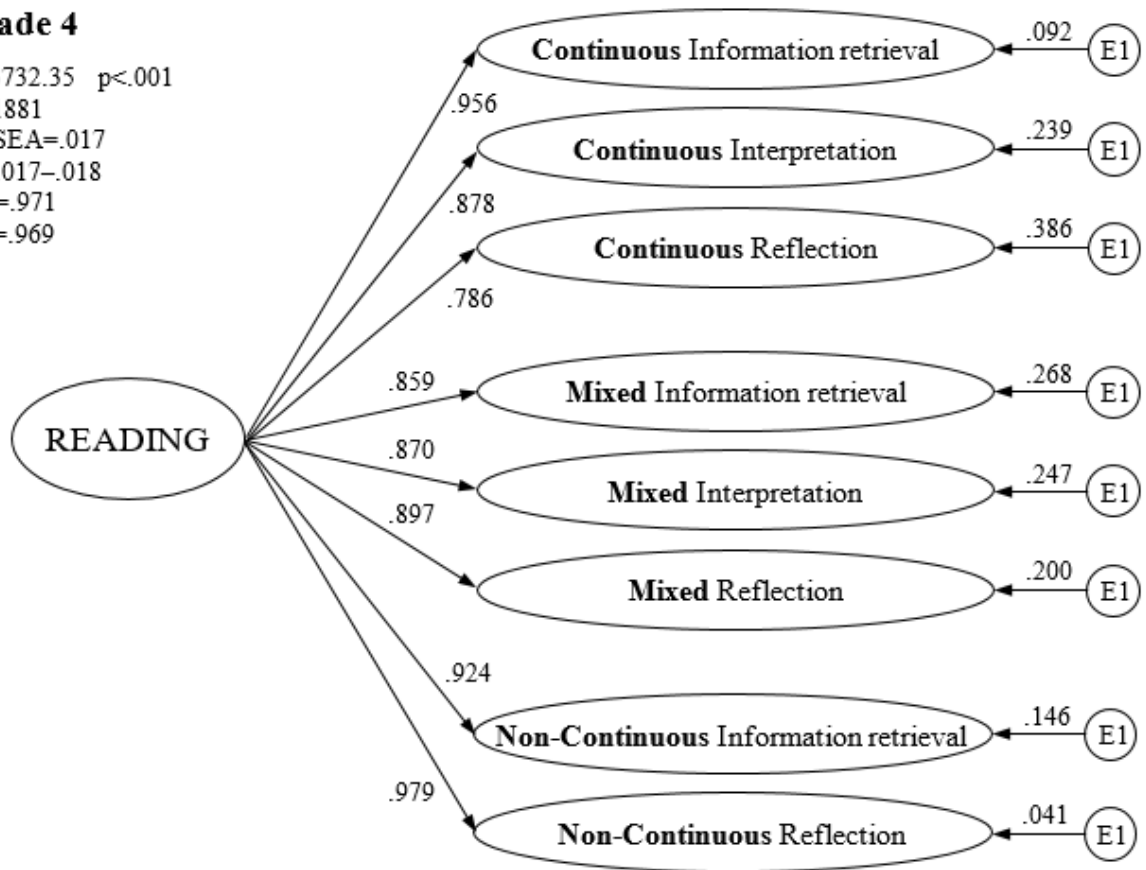 ade 4
732.35 p<.001
881
SEA=.017
017–.018
=.971
=.969
READING
.956
.878
.786
.859
.870
.897
.924
.979
Continuous Information retrieval
.092
E1
Continuous Interpretation
.239
E1
Continuous Reflection
.386
E1
Mixed Information retrieval
.268
E1
Mixed Interpretation
.247
E1
Mixed Reflection
.200
E1
Non-Continuous Information retrieval
.146
E1
Non-Continuous Reflection
.041
E1